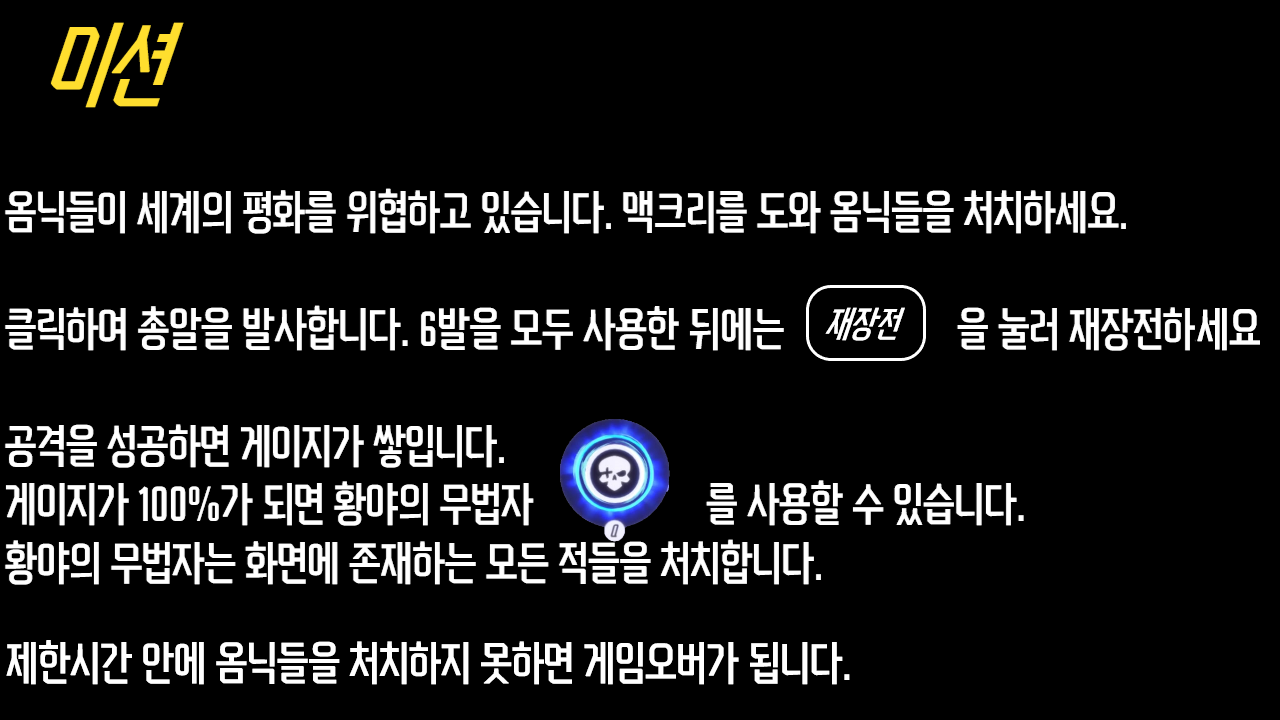 미션
옴닉들이 세계의 평화를 위협하고 있습니다. 맥크리를 도와 옴닉들을 처치하세요.
클릭하여 총알을 발사합니다. 6발을 모두 사용한 뒤에는 재장전 을 눌러 재장전하세요
공격을 성공하면 게이지가 쌓입니다.
게이지가 100%가 되면 황야의 무법자 Q 를 사용할 수 있습니다.
황야의 무법자는 화면에 존재하는 모든 적들을 처치합니다.
제한시간 안에 옴닉들을 처치하지 못하면 게임오버가 됩니다.